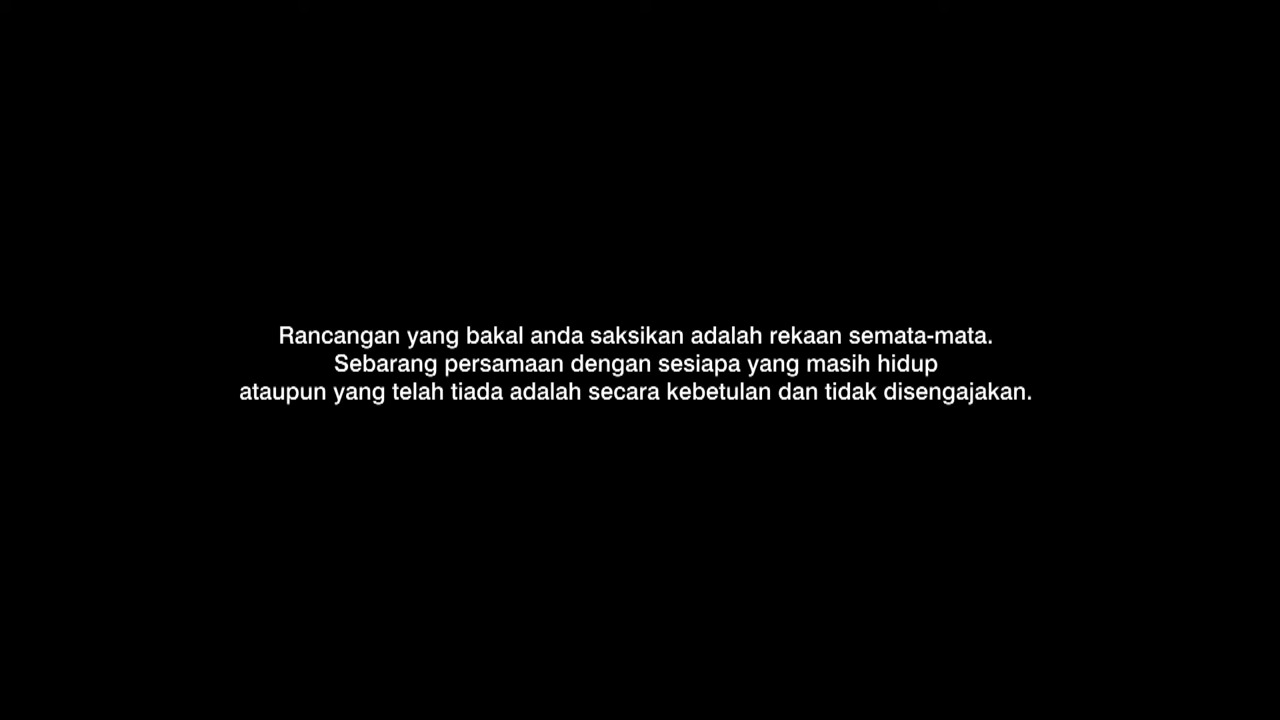 Rancangan yang bakal anda saksikan adalah rekaan semata-mata.
Sebarang persamaan dengan sesiapa yang masih hidup
ataupun yang telah tiada adalah secara kebetulan dan tidak disengajakan.